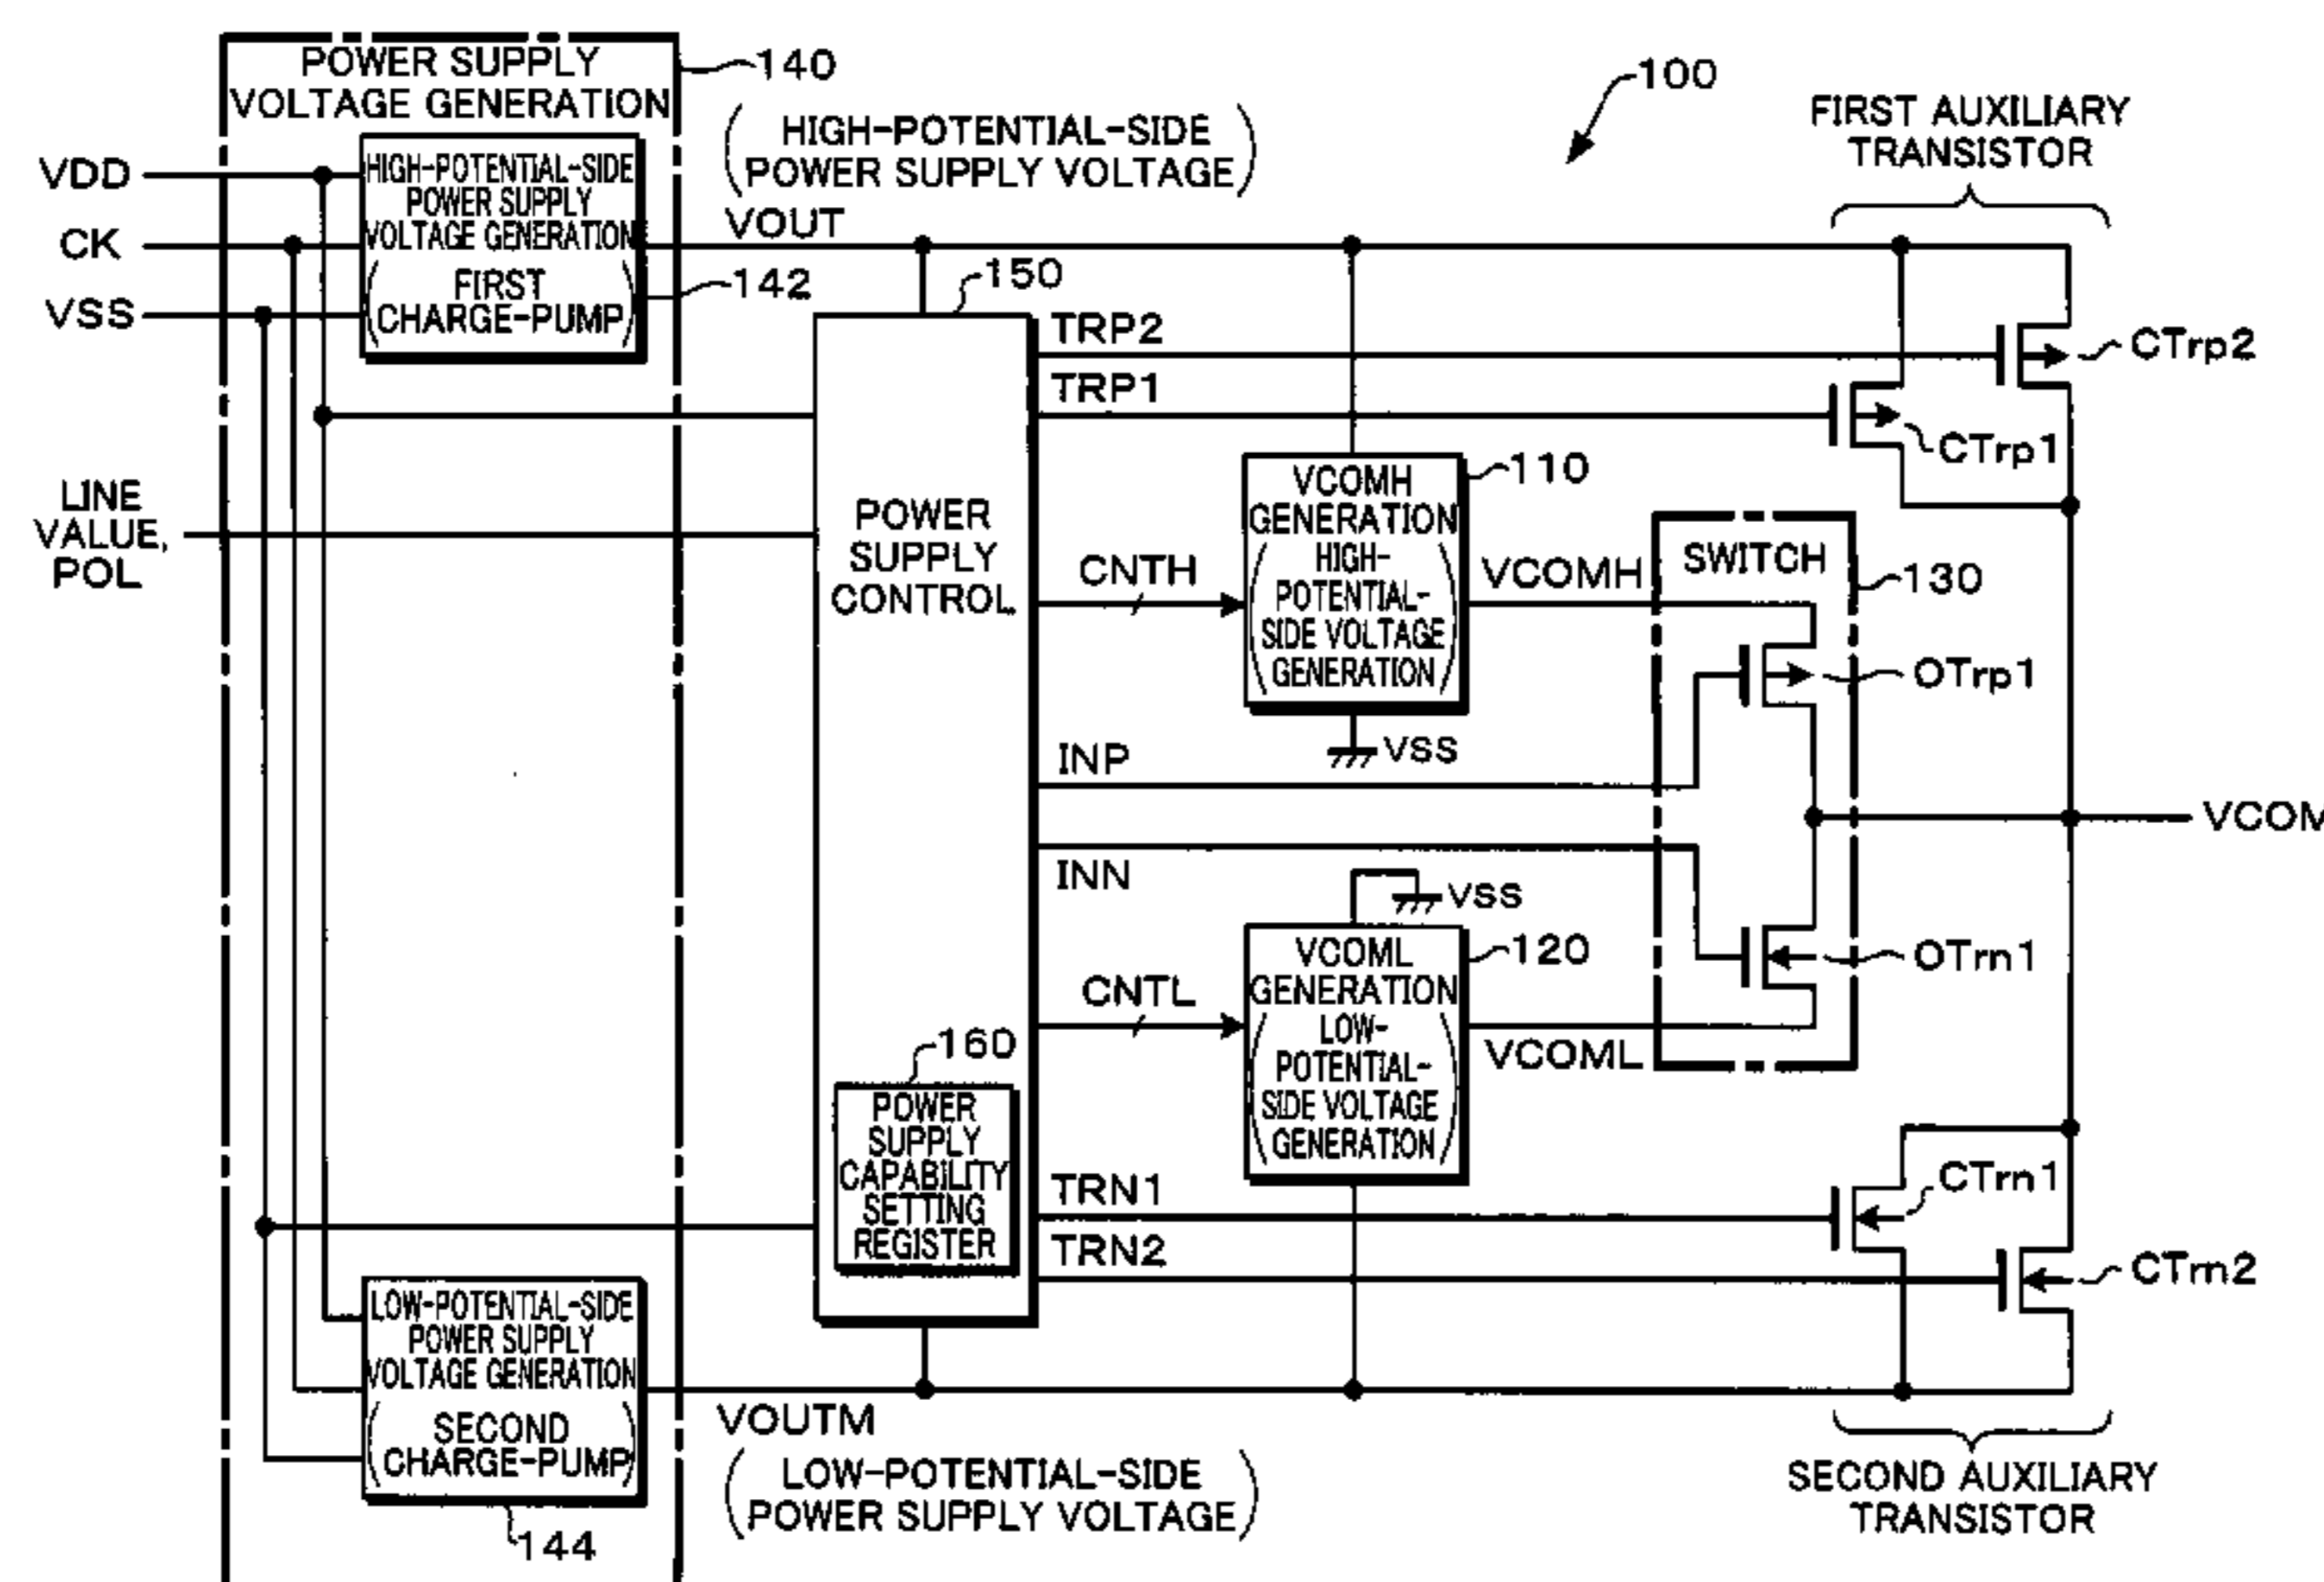 POWER SUPPLY
VOLTAGE GENERATION
140
HIGH-POTENTIAL-SIDE
POWER SUPPLY
VOLTAGE GENERATION
(FIRST
CHARGE-PUMP)
142
VDD
CK
VSS
LINE
VALUE,
POL
(HIGH-POTENTIAL-SIDE
POWER SUPPLY VOLTAGE)
VOUT
100
FIRST AUXILIARY
TRANSISTOR
150
POWER
SUPPLY
CONTROL
TRP2
TRP1
CTrp2
CTrp1
VCOMH
GENERATION
(HIGH-
POTENTIAL-
SIDE VOLTAGE
GENERATION)
110
CNTH
VCOMH
SWITCH
130
OTrp1
VSS
INP
INN
VCOM
VSS
VCOML
GENERATION
(LOW-
POTENTIAL-
SIDE VOLTAGE
GENERATION)
120
CNTL
VCOML
OTrn1
160
POWER
SUPPLY
CAPABILITY
SETTING
REGISTER
TRN1
TRN2
CTrn1
CTrn2
LOW-POTENTIAL-SIDE
POWER SUPPLY
VOLTAGE GENERATION
(SECOND
CHARGE-PUMP)
144
VOUTM
(LOW-POTENTIAL-SIDE
POWER SUPPLY VOLTAGE)
SECOND AUXILIARY
TRANSISTOR